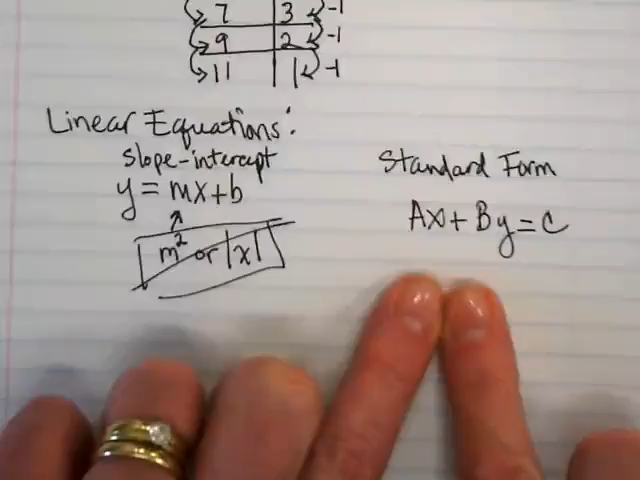 7 3 -1
9 2 -1
11 1 -1
Linear Equations:
slope-intercept
y = mx + b
m² or |x|
Standard Form
Ax + By = C